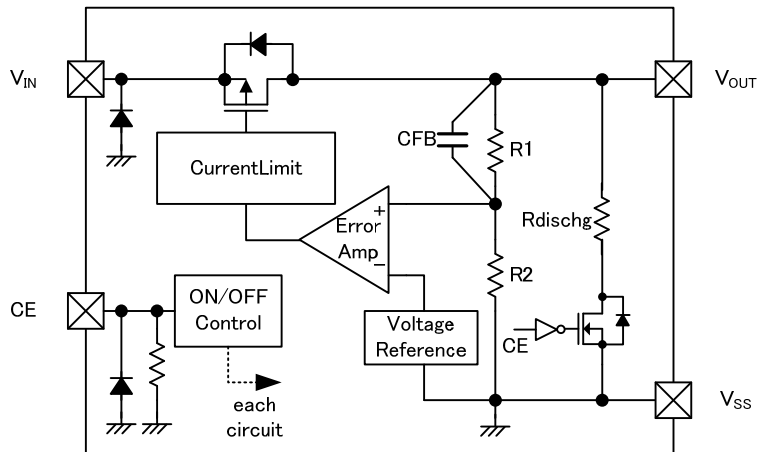 VIN
VOUT
CFB
R1
CurrentLimit
+
Error
Amp
−
Rdischg
R2
CE
ON/OFF
Control
Voltage
Reference
CE
each
circuit
VSS